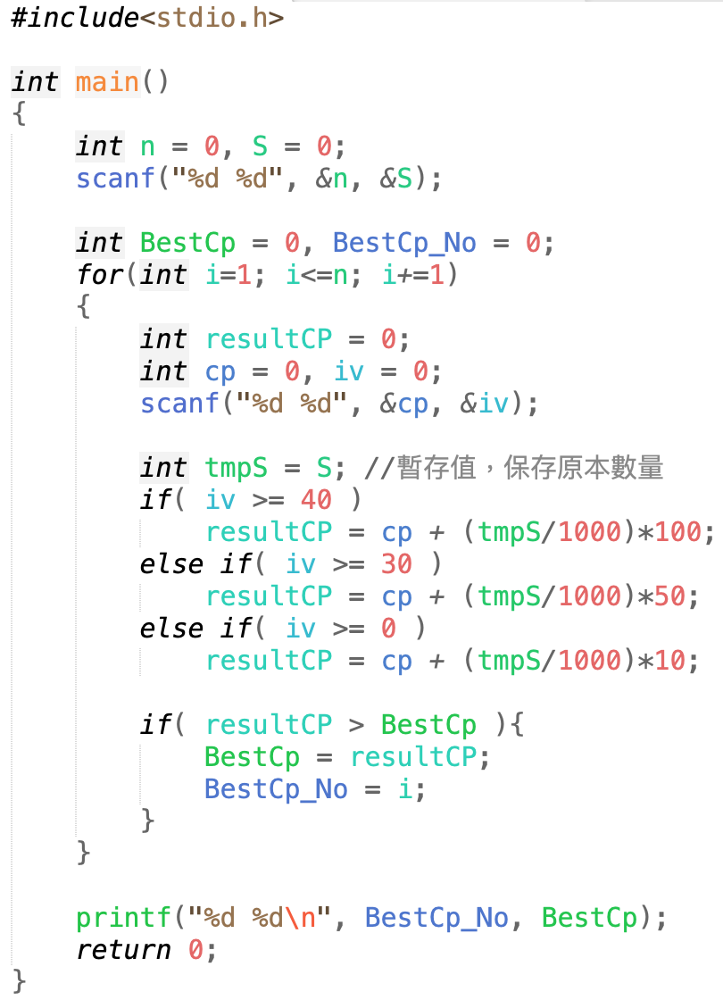 #include<stdio.h>
int main()
{
int n = 0, S = 0;
scanf("%d %d", &n, &S);
int BestCp = 0, BestCp_No = 0;
for(int i=1; i<=n; i+=1)
{
int resultCP = 0;
int cp = 0, iv = 0;
scanf("%d %d", &cp, &iv);
int tmpS = S; //暫存值，保存原本數量
if( iv >= 40 )
resultCP = cp + (tmpS/1000)*100;
else if( iv >= 30 )
resultCP = cp + (tmpS/1000)*50;
else if( iv >= 0 )
resultCP = cp + (tmpS/1000)*10;
if( resultCP > BestCp ){
BestCp = resultCP;
BestCp_No = i;
}
}
printf("%d %d\n", BestCp_No, BestCp);
return 0;
}